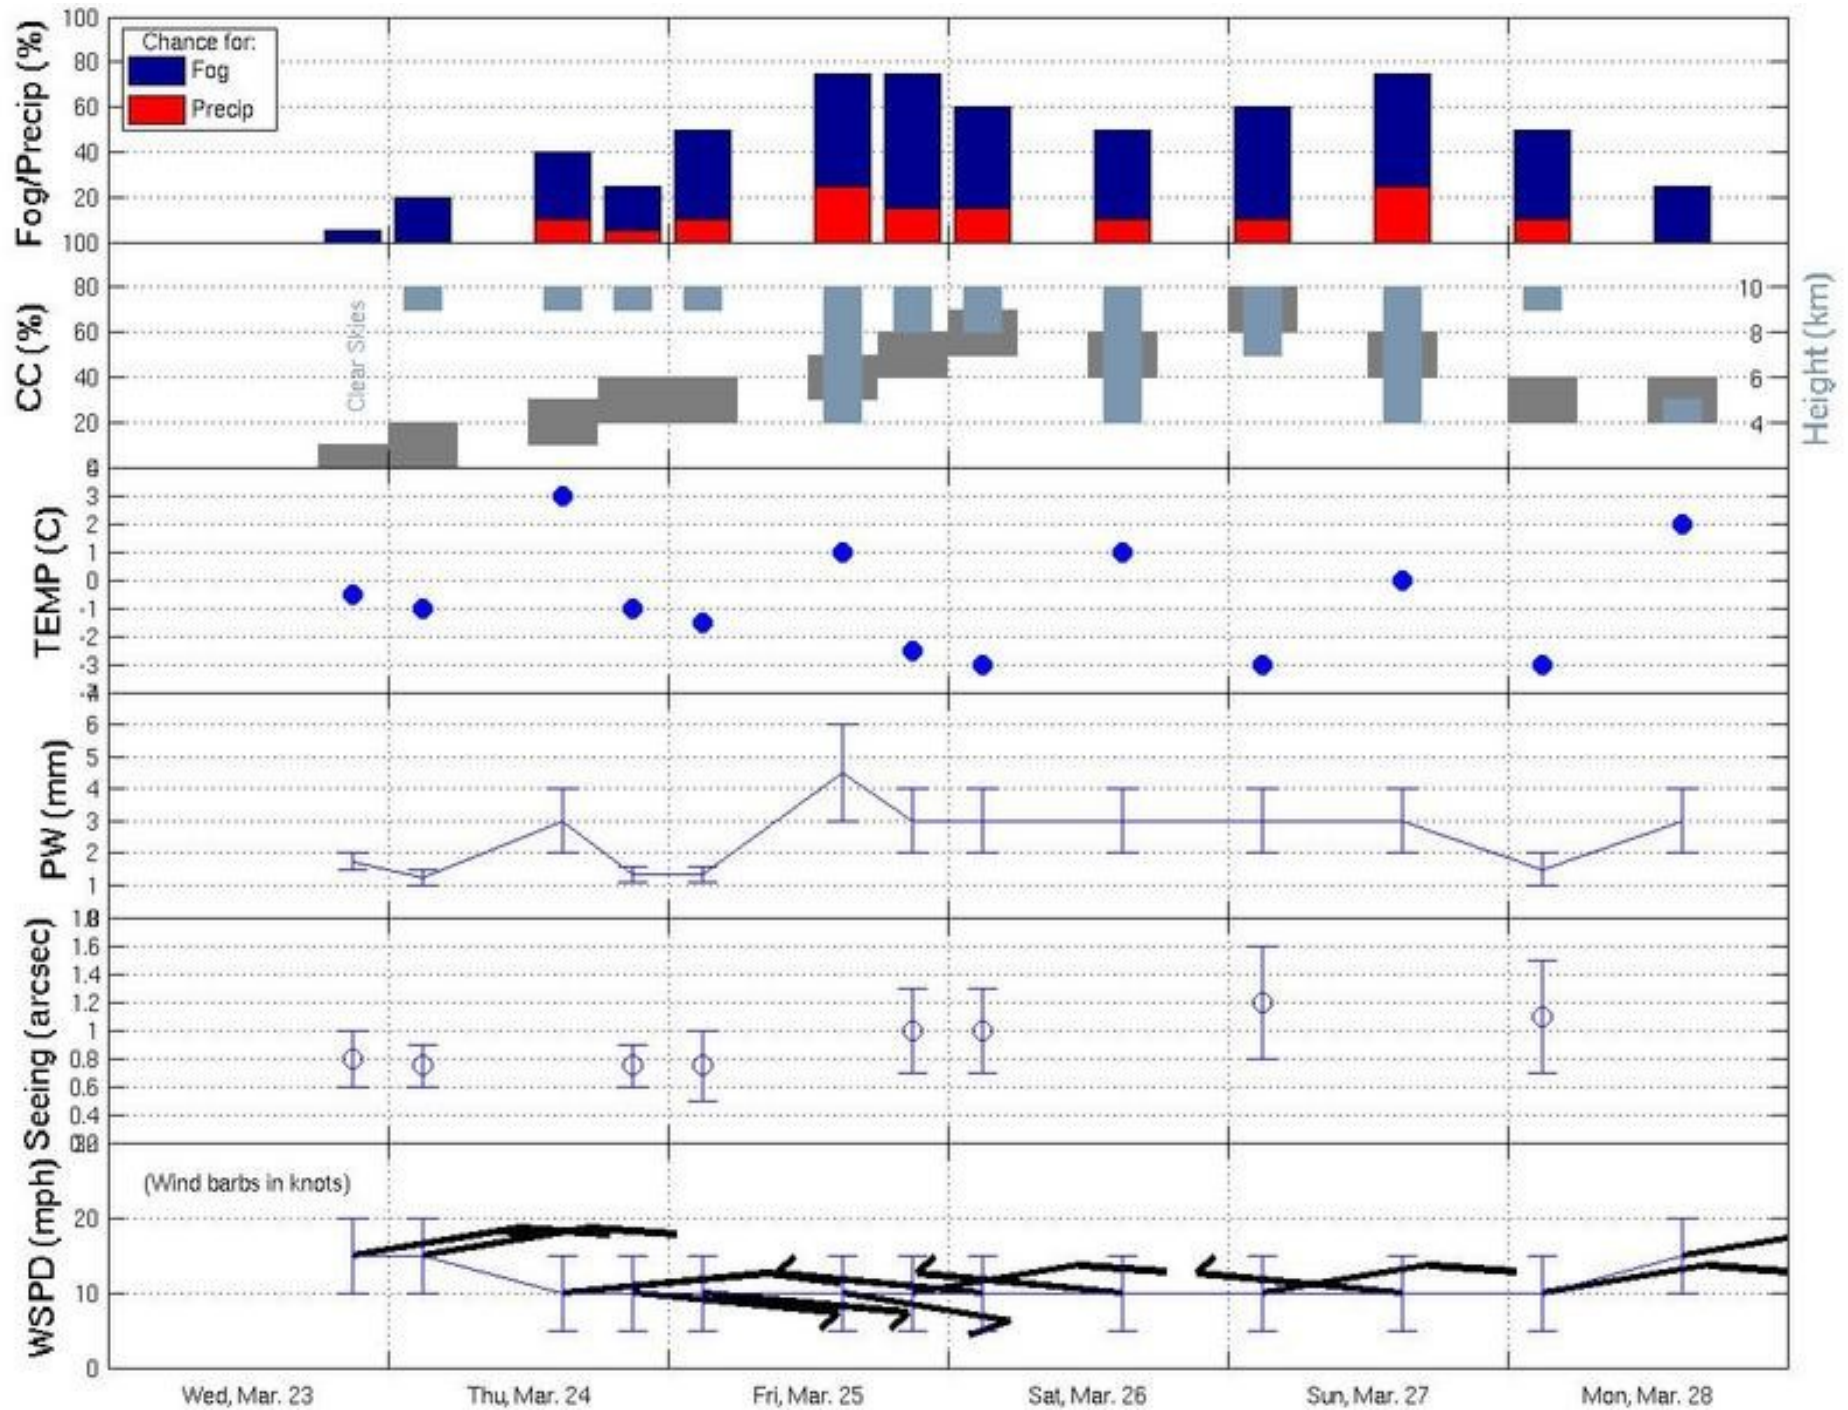 Fog/Precip (%)
100
80
60
40
20
Chance for:
Fog
Precip
CC (%)
100
80
60
40
20
Clear Skies
10
8
6
4
Height (km)
TEMP (C)
3
2
1
0
-1
-2
-3
PW (mm)
6
5
4
3
2
1
Seeing (arcsec)
1.6
1.4
1.2
1
0.8
0.6
0.4
WSPD (mph)
20
10
0
(Wind barbs in knots)
Wed, Mar. 23 Thu, Mar. 24 Fri, Mar. 25 Sat, Mar. 26 Sun, Mar. 27 Mon, Mar. 28